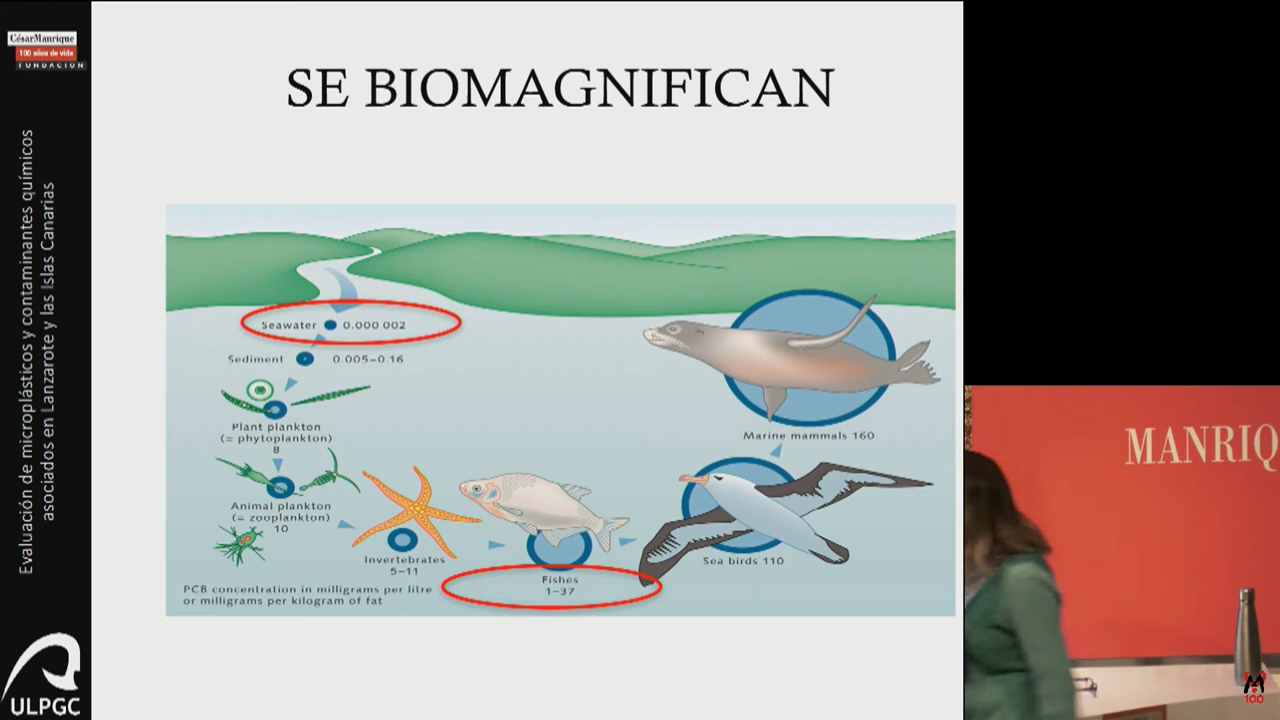 CésarManrique
100 años de vida
FUNDACIÓN
Evaluación de microplásticos y contaminantes químicos
asociados en Lanzarote y las Islas Canarias
ULPGC
SE BIOMAGNIFICAN
Seawater 0.000 002
Sediment 0.005–0.16
Plant plankton
(= phytoplankton)
8
Animal plankton
(= zooplankton)
10
Invertebrates
5–11
Fishes
1–37
Sea birds 110
Marine mammals 160
PCB concentration in milligrams per litre
or milligrams per kilogram of fat
MANRIQ
M
100